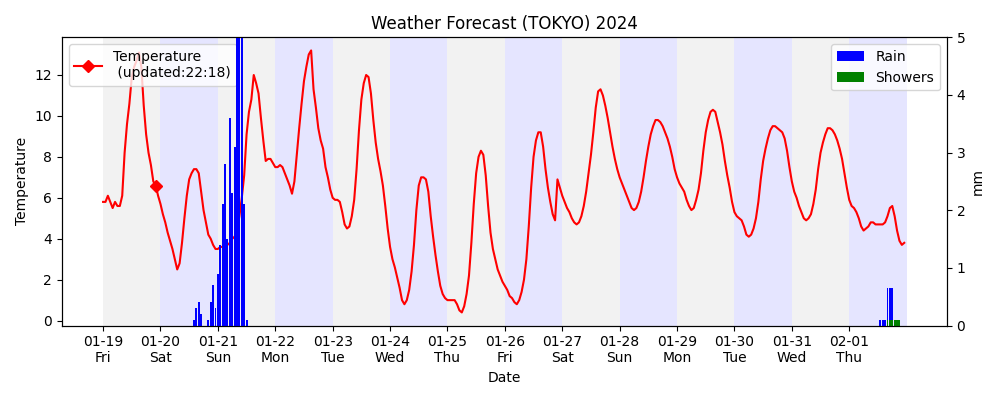 Weather Forecast (TOKYO) 2024
Temperature
(updated:22:18)
Rain
Showers
Temperature
12
10
8
6
4
2
0
5
4
3
2
1
0
mm
01-19 01-20 01-21 01-22 01-23 01-24 01-25 01-26 01-27 01-28 01-29 01-30 01-31 02-01
Fri Sat Sun Mon Tue Wed Thu Fri Sat Sun Mon Tue Wed Thu
Date